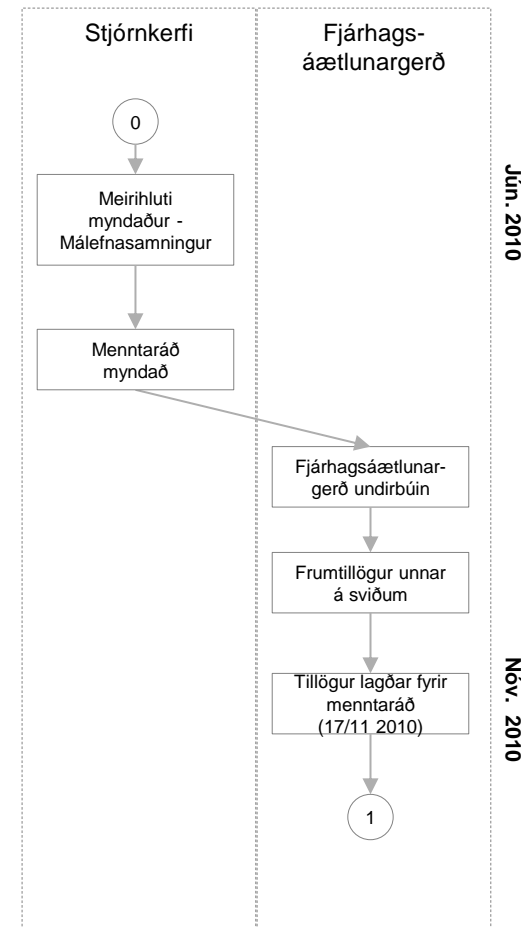 Stjórnkerfi
Fjárhags-
áætlunargerð
0
Meirihluti
myndaður -
Málefnasamningur
Jún. 2010
Menntaráð
myndað
Fjárhagsáætlunar-
gerð undirbúin
Frumtillögur unnar
á sviðum
Tillögur lagðar fyrir
menntaráð
(17/11 2010)
Nóv. 2010
1